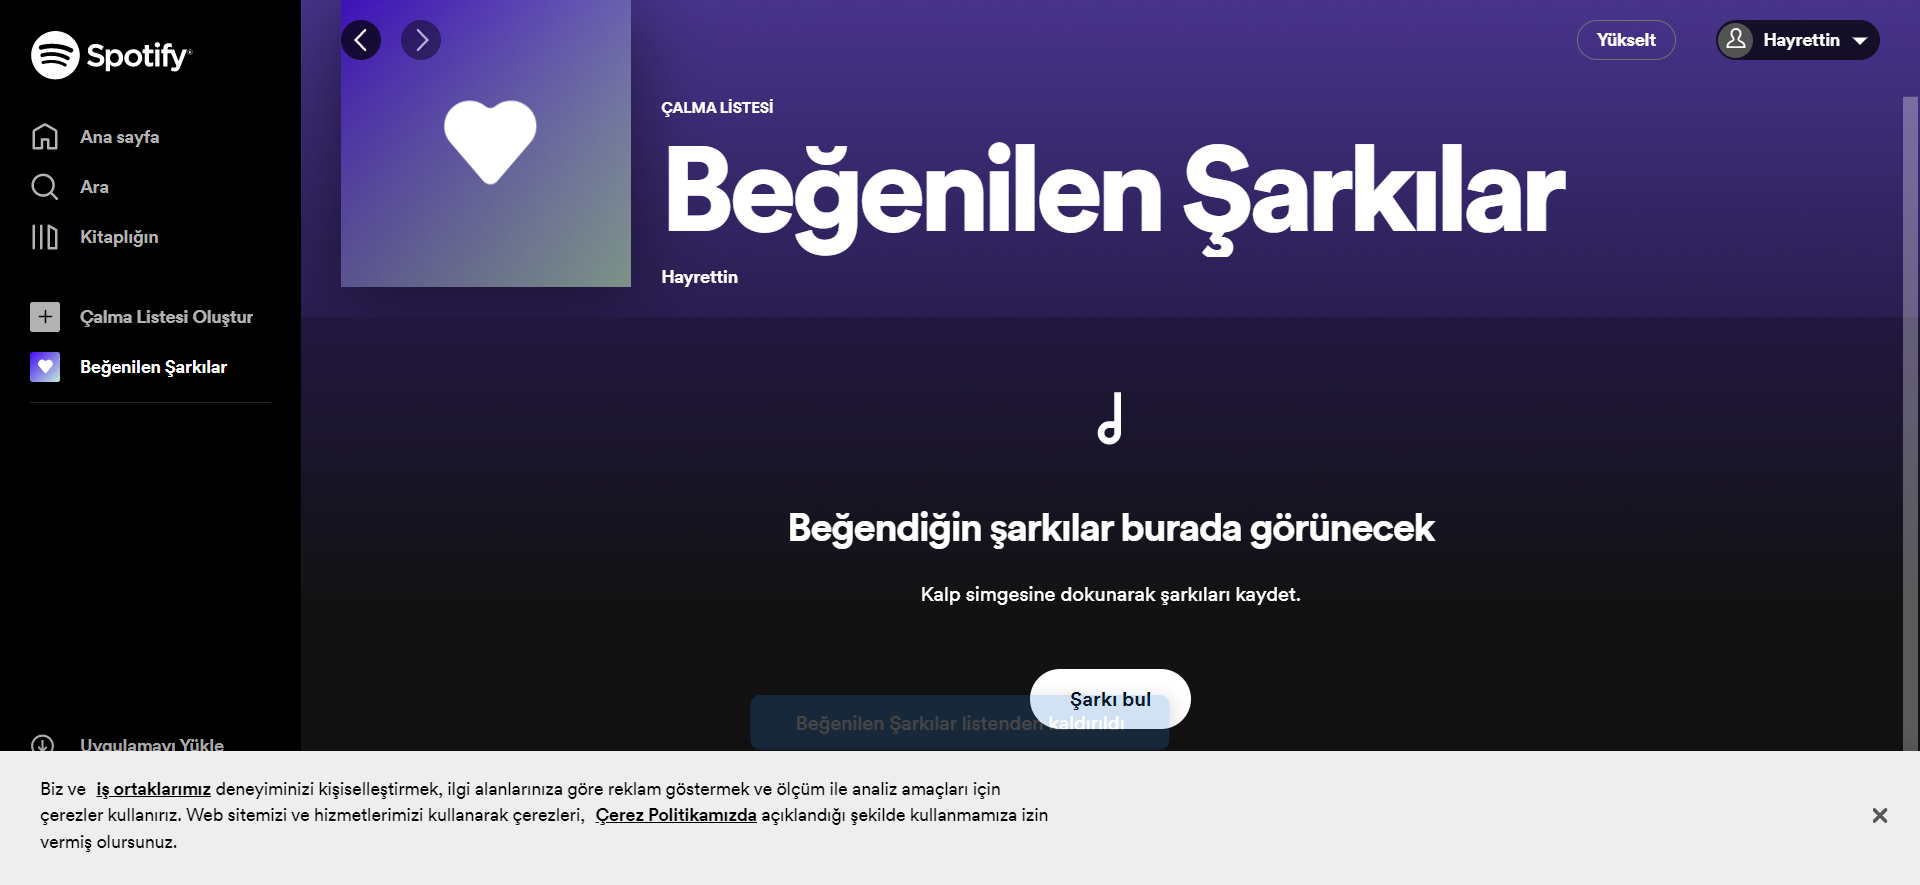 Spotify
Ana sayfa
Ara
Kitaplığın
Çalma Listesi Oluştur
Beğenilen Şarkılar
Uygulamayı Yükle
Yükselt
Hayrettin
ÇALMA LİSTESİ
Beğenilen Şarkılar
Hayrettin
Beğendiğin şarkılar burada görünecek
Kalp simgesine dokunarak şarkıları kaydet.
Şarkı bul
Beğenilen Şarkılar listenden kaldırıldı
Biz ve iş ortaklarımız deneyiminizi kişiselleştirmek, ilgi alanlarınıza göre reklam göstermek ve ölçüm ile analiz amaçları için
çerezler kullanırız. Web sitemizi ve hizmetlerimizi kullanarak çerezleri, Çerez Politikamızda açıklandığı şekilde kullanmamıza izin
vermiş olursunuz.